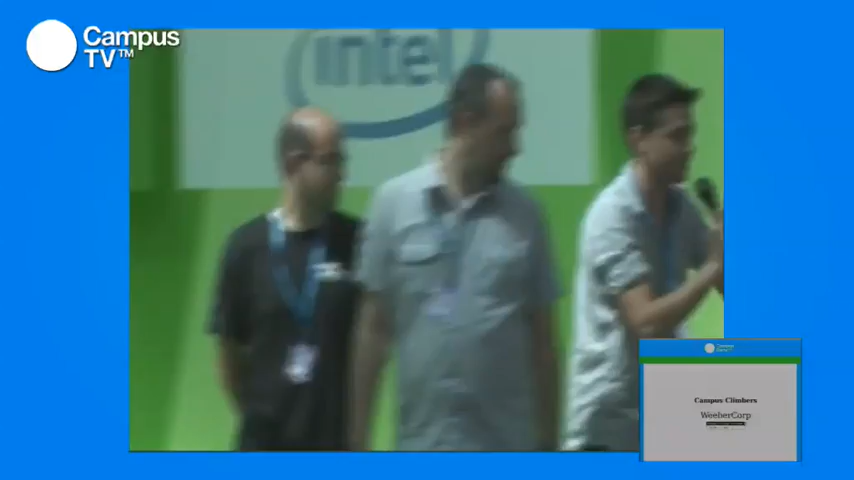 Campus
TV™
intel
Campus Climbers
WeeberCorp